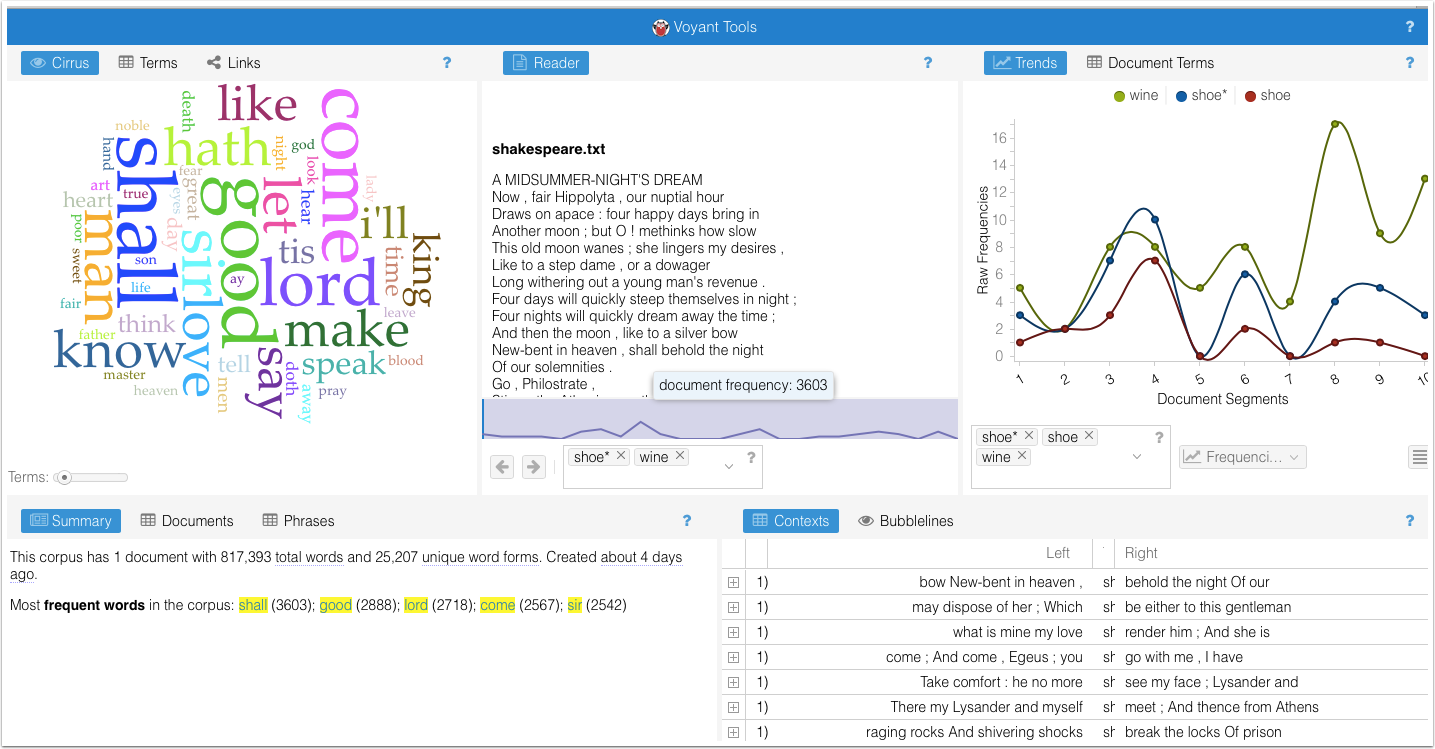 Voyant Tools ?
Cirrus Terms Links ?
noble death like come
hand shall hath night god
fear look lady
art true good let hear
heart great eyes i'll
man day tis king
poor sir time
sweet son ay lord
life love leave
fair think make
father know
tell say doth speak blood
master men away pray
heaven
Terms:
Reader ?
shakespeare.txt
A MIDSUMMER-NIGHT'S DREAM
Now , fair Hippolyta , our nuptial hour
Draws on apace : four happy days bring in
Another moon ; but O ! methinks how slow
This old moon wanes ; she lingers my desires ,
Like to a step dame , or a dowager
Long withering out a young man's revenue .
Four days will quickly steep themselves in night ;
Four nights will quickly dream away the time ;
And then the moon , like to a silver bow
New-bent in heaven , shall behold the night
Of our solemnities .
Go , Philostrate ,
document frequency: 3603
shoe* × wine × ?
Trends Document Terms ?
wine shoe* shoe
Raw Frequencies
16
14
12
10
8
6
4
2
0
1 2 3 4 5 6 7 8 9 10
Document Segments
shoe* × shoe × ?
wine ×
Frequenci...
Summary Documents Phrases ?
This corpus has 1 document with 817,393 total words and 25,207 unique word forms. Created about 4 days
ago.
Most frequent words in the corpus: shall (3603); good (2888); lord (2718); come (2567); sir (2542)
Contexts Bubblelines ?
Left Right
1) bow New-bent in heaven , sh behold the night Of our
1) may dispose of her ; Which sh be either to this gentleman
1) what is mine my love sh render him ; And she is
1) come ; And come , Egeus ; you sh go with me , I have
1) Take comfort : he no more sh see my face ; Lysander and
1) There my Lysander and myself sh meet ; And thence from Athens
1) raging rocks And shivering shocks sh break the locks Of prison